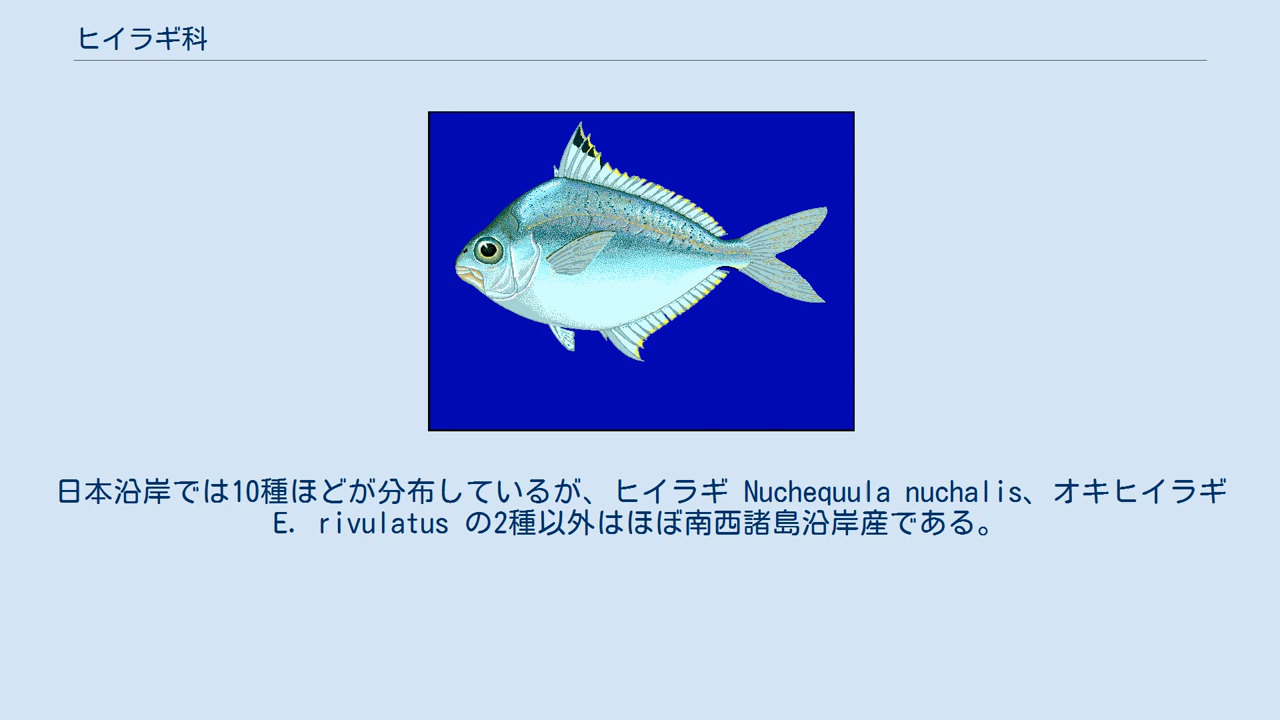 ヒイラギ科
日本沿岸では10種ほどが分布しているが、ヒイラギ Nuchequula nuchalis、オキヒイラギ
E. rivulatus の2種以外はほぼ南西諸島沿岸産である。